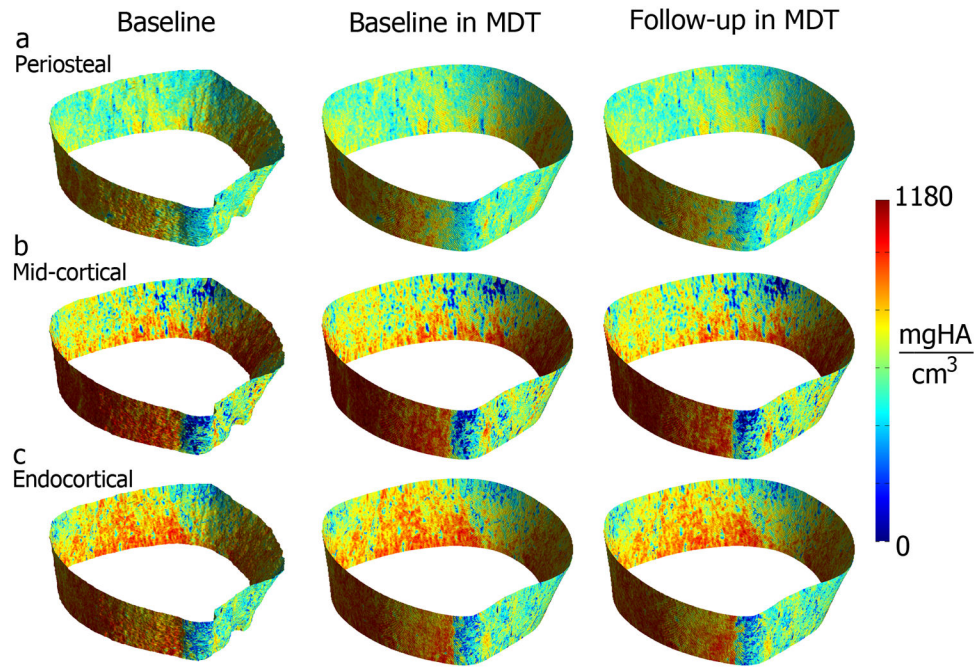 Baseline
Baseline in MDT
Follow-up in MDT
a
Periosteal
b
Mid-cortical
c
Endocortical
1180
mgHA
cm³
0